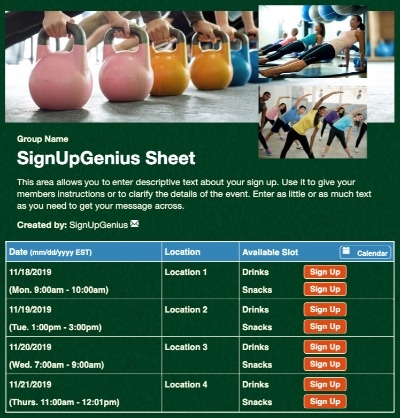 Group Name
SignUpGenius Sheet
This area allows you to enter descriptive text about your sign up. Use it to give your
members instructions or to clarify the details of the event. Enter as little or as much text
as you need to get your message across.
Created by: SignUpGenius
Date (mm/dd/yyyy EST) Location Available Slot Calendar
11/18/2019 Location 1 Drinks Sign Up
(Mon. 9:00am - 10:00am) Snacks Sign Up
11/19/2019 Location 2 Drinks Sign Up
(Tue. 1:00pm - 3:00pm) Snacks Sign Up
11/20/2019 Location 3 Drinks Sign Up
(Wed. 7:00am - 9:00am) Snacks Sign Up
11/21/2019 Location 4 Drinks Sign Up
(Thurs. 11:00am - 12:01pm) Snacks Sign Up